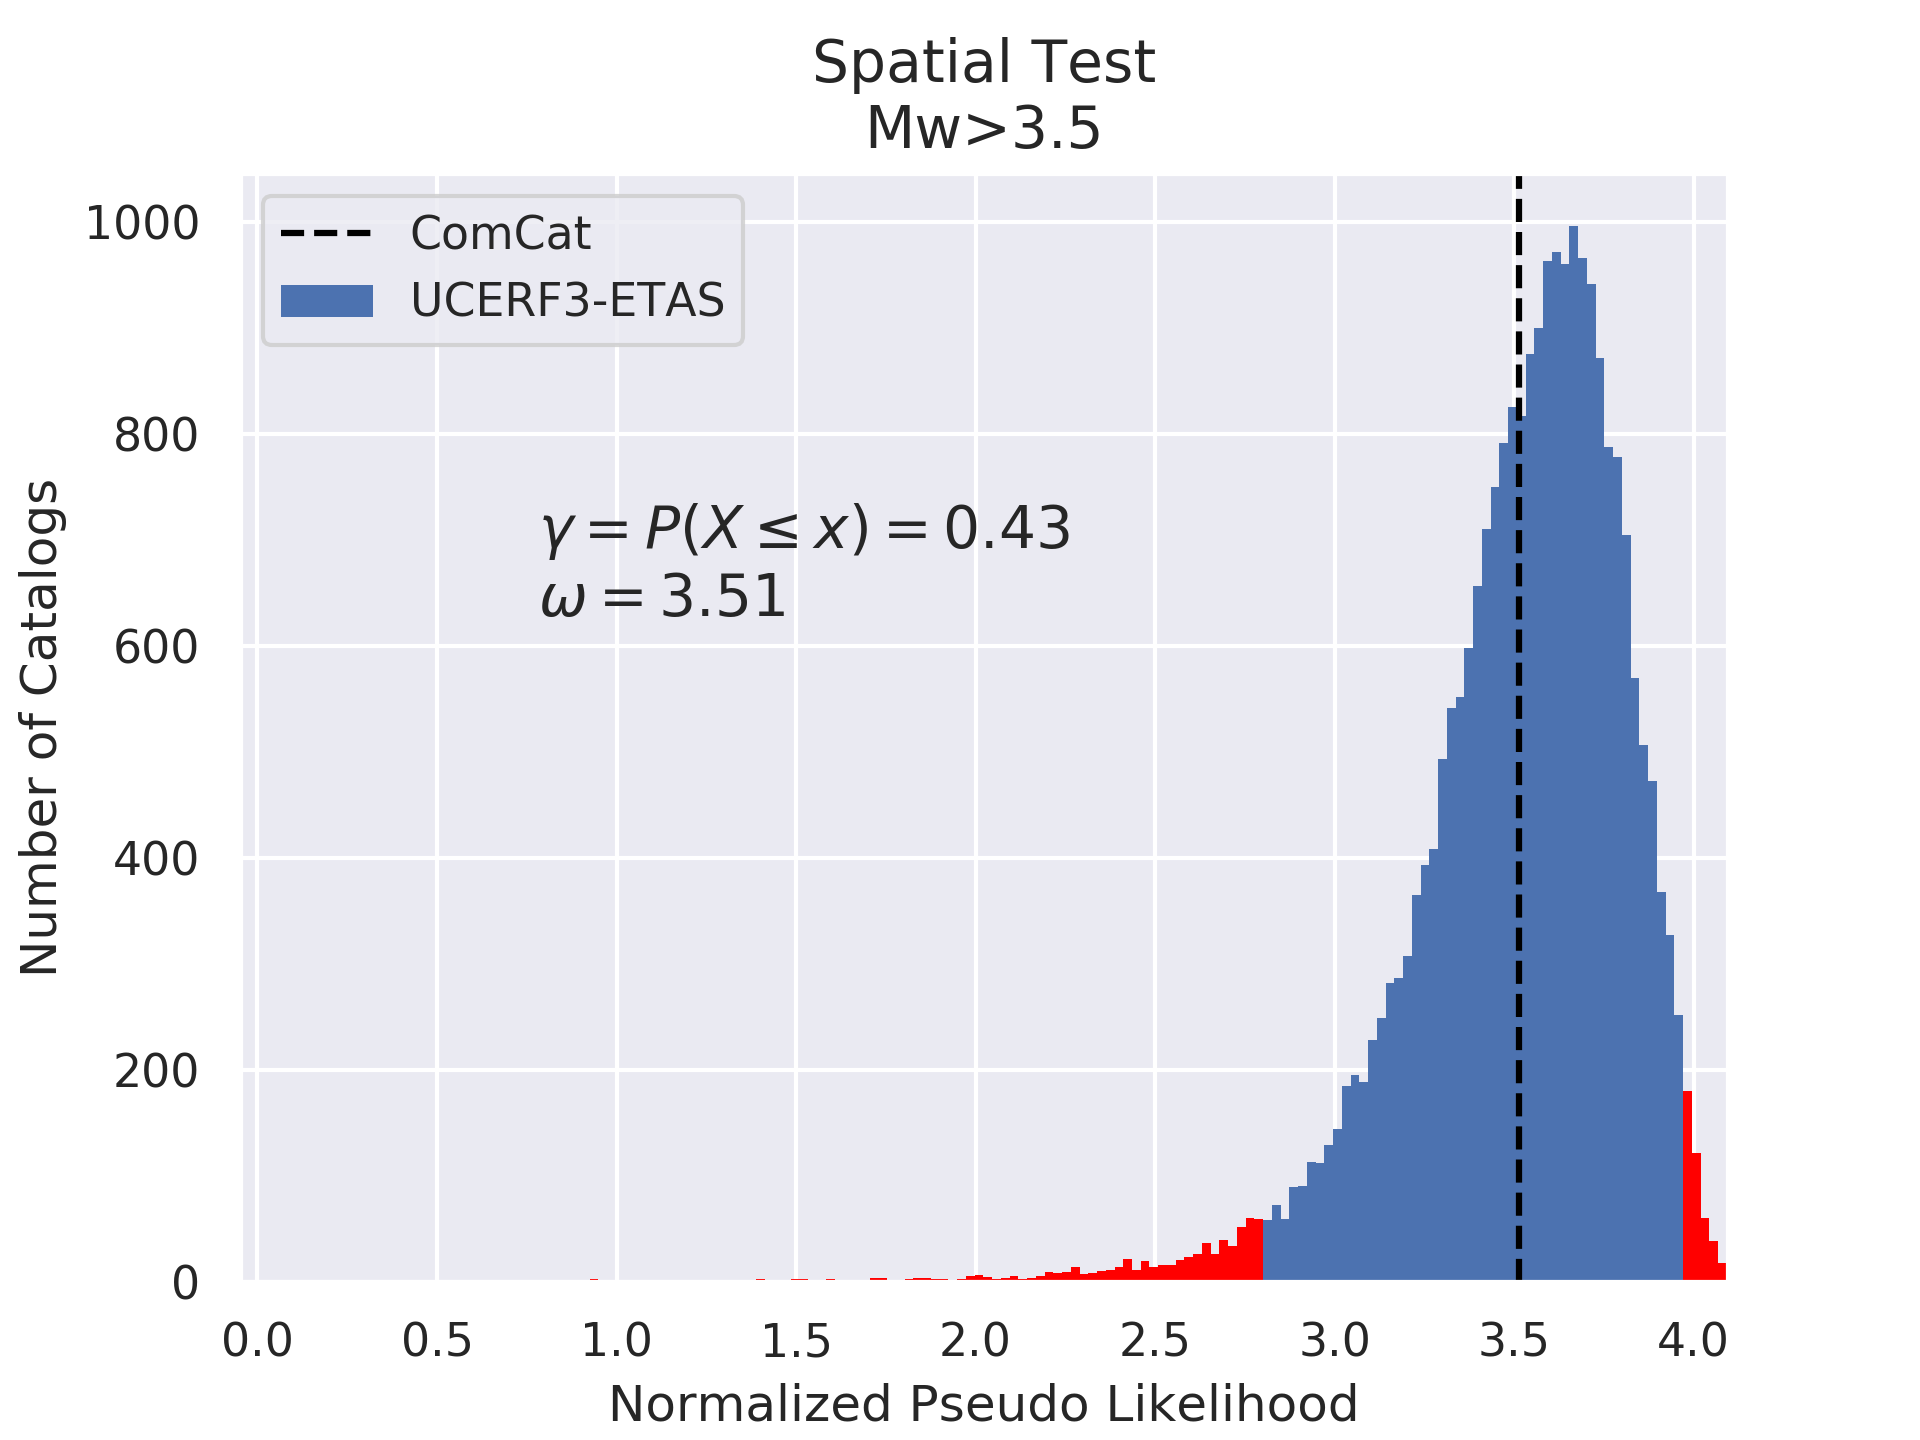 Spatial Test
Mw>3.5
ComCat
UCERF3-ETAS
γ = P(X ≤ x) = 0.43
ω = 3.51
Number of Catalogs
1000
800
600
400
200
0
0.0 0.5 1.0 1.5 2.0 2.5 3.0 3.5 4.0
Normalized Pseudo Likelihood